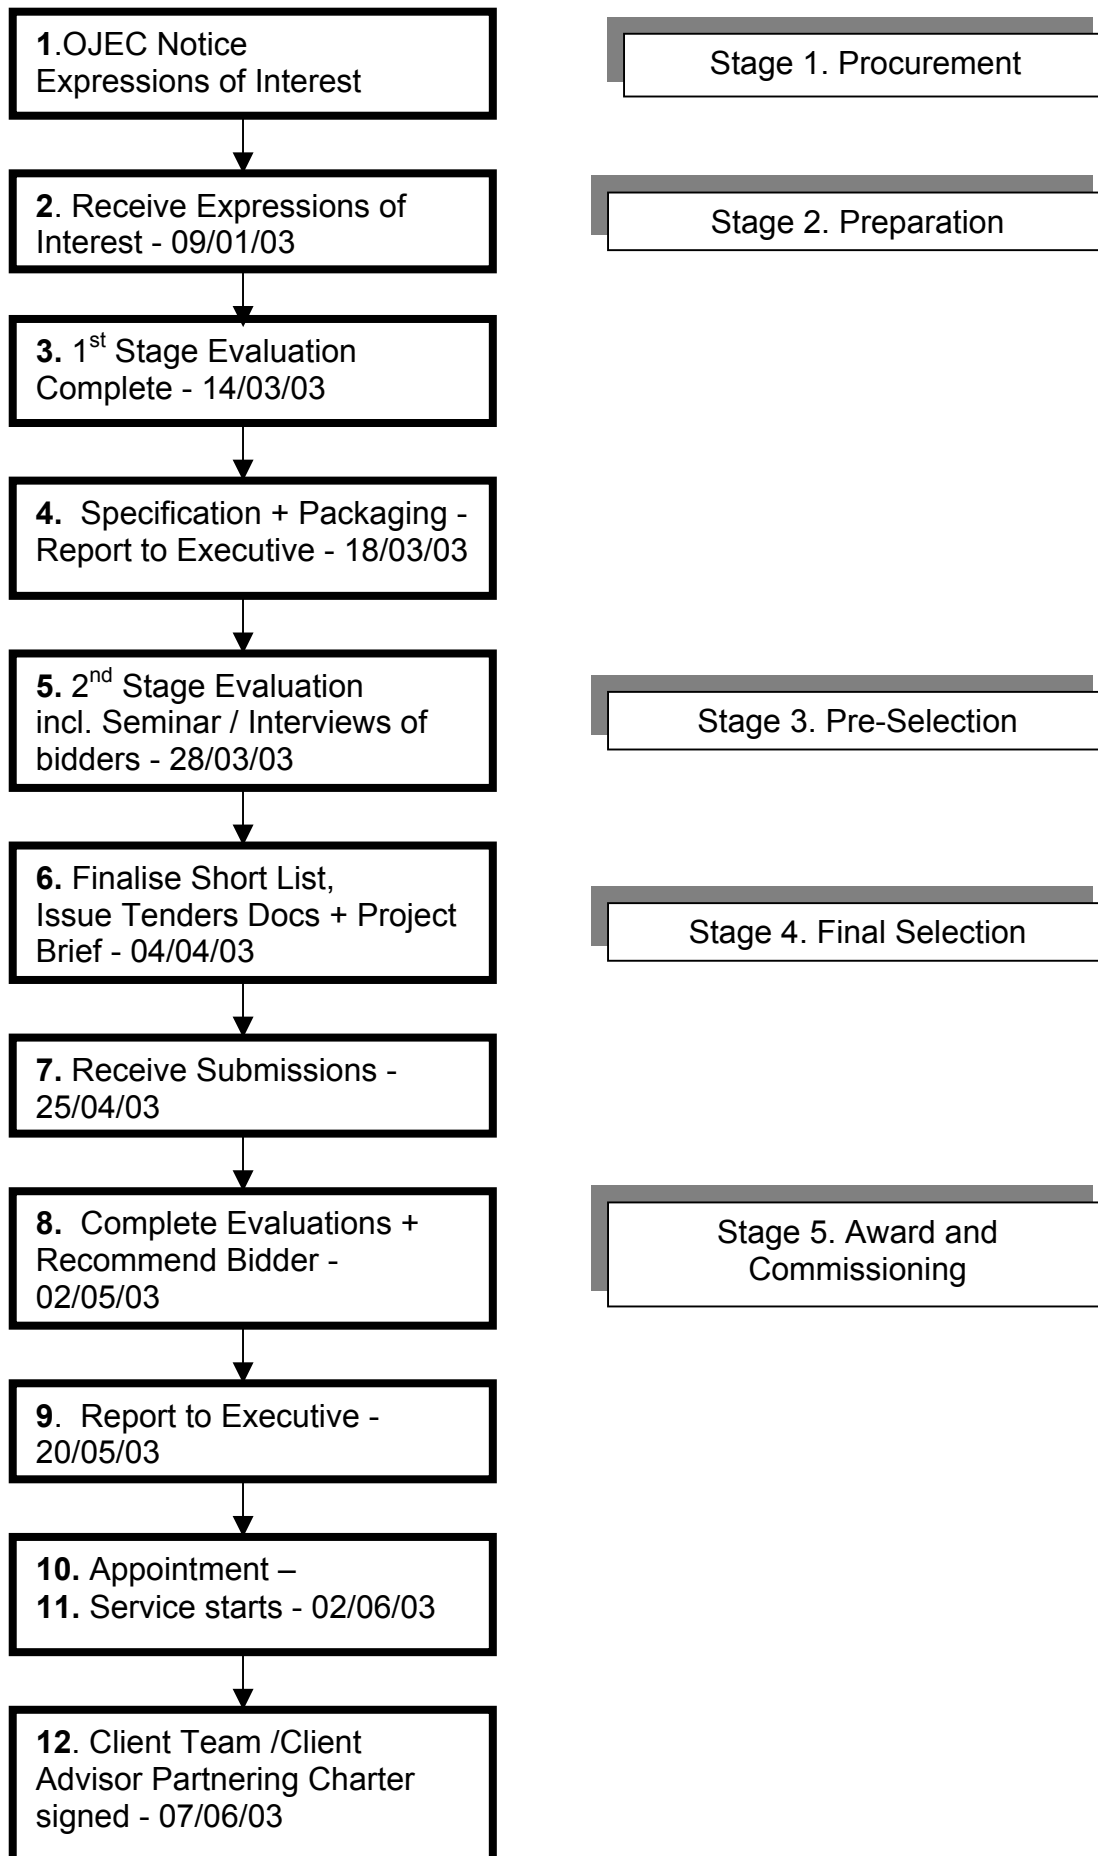 1.OJEC Notice
Expressions of Interest
Stage 1. Procurement
2. Receive Expressions of
Interest - 09/01/03
Stage 2. Preparation
3. 1st Stage Evaluation
Complete - 14/03/03
4. Specification + Packaging -
Report to Executive - 18/03/03
5. 2nd Stage Evaluation
incl. Seminar / Interviews of
bidders - 28/03/03
Stage 3. Pre-Selection
6. Finalise Short List,
Issue Tenders Docs + Project
Brief - 04/04/03
Stage 4. Final Selection
7. Receive Submissions -
25/04/03
8. Complete Evaluations +
Recommend Bidder -
02/05/03
Stage 5. Award and
Commissioning
9. Report to Executive -
20/05/03
10. Appointment –
11. Service starts - 02/06/03
12. Client Team /Client
Advisor Partnering Charter
signed - 07/06/03